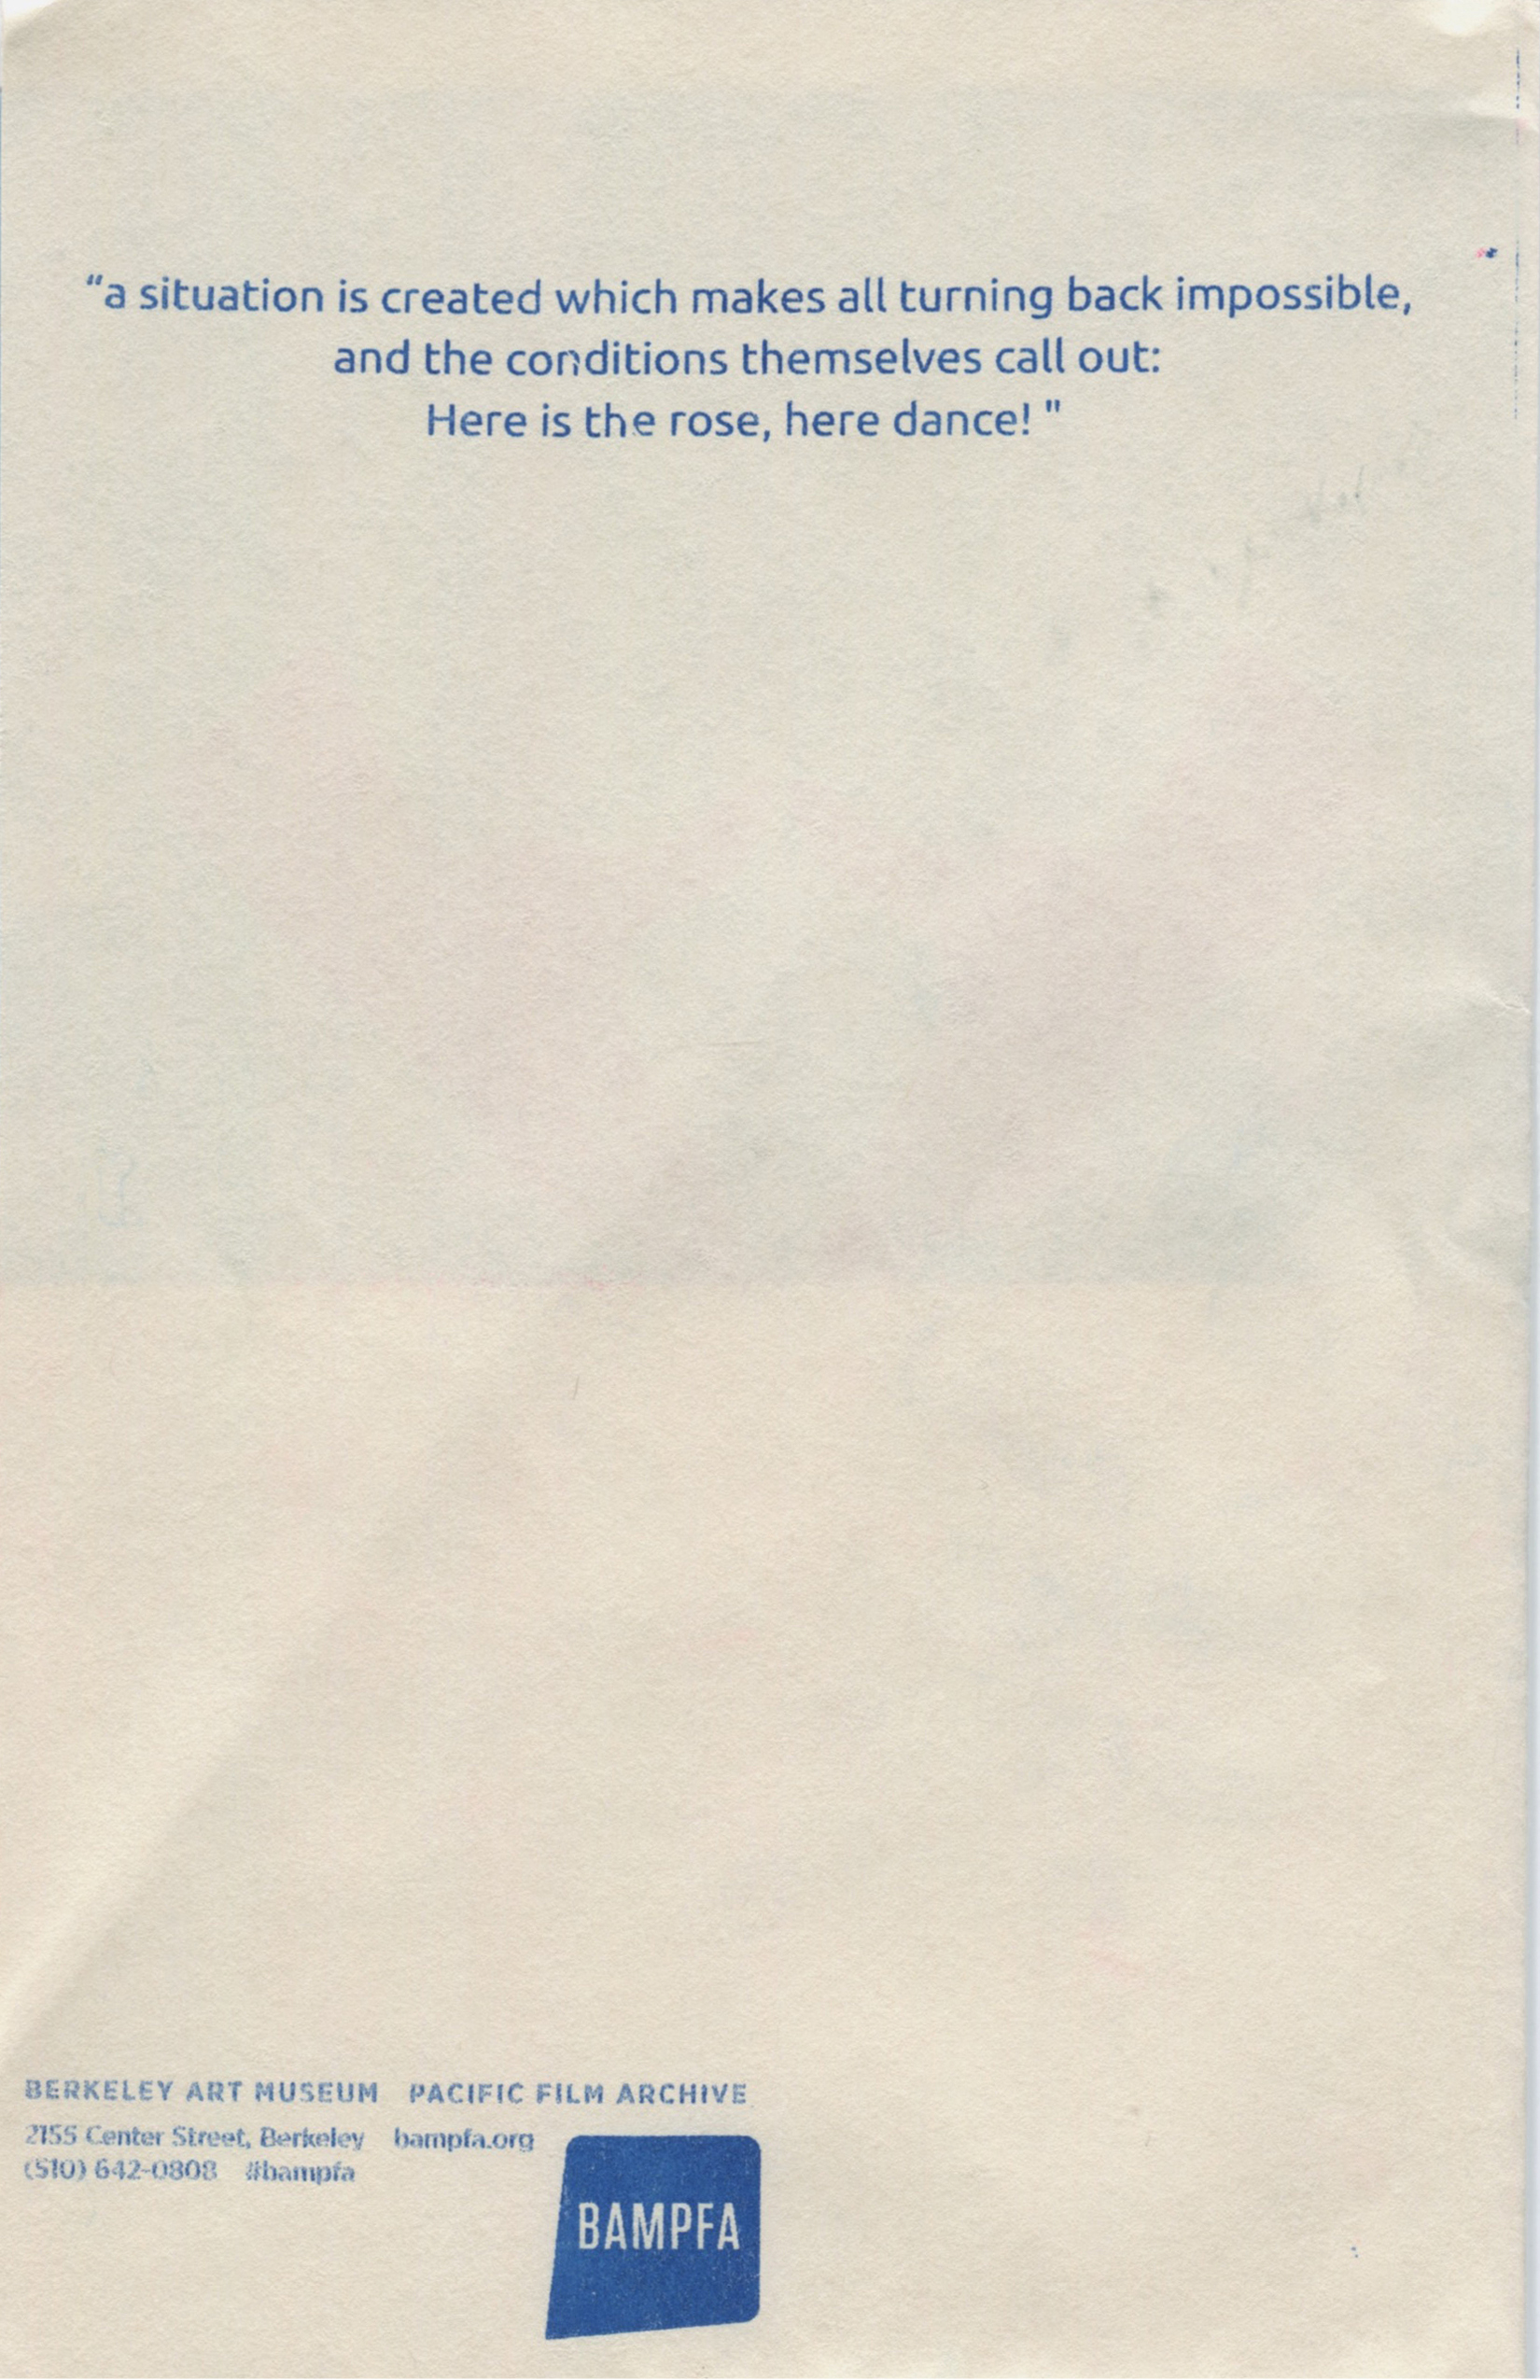 “a situation is created which makes all turning back impossible,
and the conditions themselves call out:
Here is the rose, here dance! "
BERKELEY ART MUSEUM PACIFIC FILM ARCHIVE
2155 Center Street, Berkeley bampfa.org
(510) 642-0808 #bampfa
BAMPFA